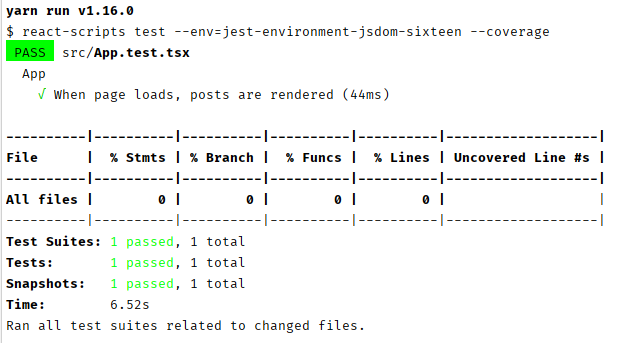 yarn run v1.16.0
$ react-scripts test --env=jest-environment-jsdom-sixteen --coverage
PASS src/App.test.tsx
App
√ When page loads, posts are rendered (44ms)
----------|----------|----------|----------|----------|-------------------|
File      |  % Stmts | % Branch |  % Funcs |  % Lines | Uncovered Line #s |
----------|----------|----------|----------|----------|-------------------|
All files |        0 |        0 |        0 |        0 |                   |
----------|----------|----------|----------|----------|-------------------|
Test Suites: 1 passed, 1 total
Tests:       1 passed, 1 total
Snapshots:   1 passed, 1 total
Time:        6.52s
Ran all test suites related to changed files.